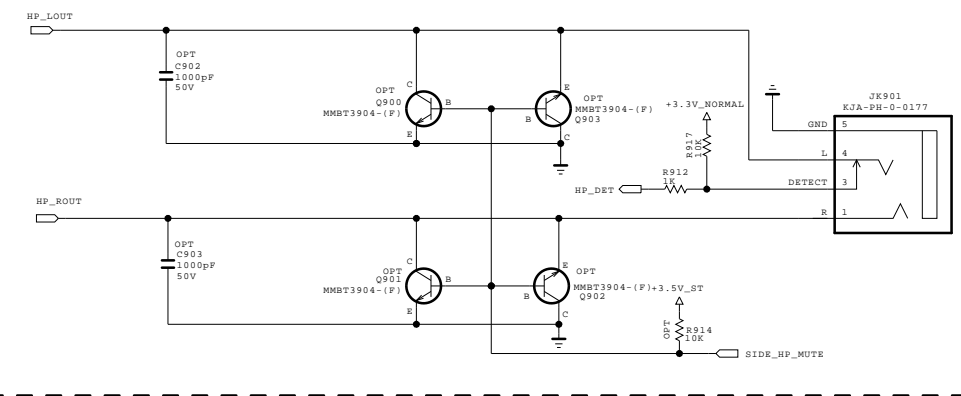 HP_LOUT
OPT
C902
1000pF
50V
C
OPT
Q900
MMBT3904-(F)
B
E
E
OPT
MMBT3904-(F)
Q903
B
C
+3.3V_NORMAL
R917
10K
R912
1K
HP_DET
JK901
KJA-PH-0-0177
GND
5
L
4
DETECT
3
R
1
HP_ROUT
OPT
C903
1000pF
50V
C
OPT
Q901
MMBT3904-(F)
B
E
E
OPT
MMBT3904-(F)
Q902
B
C
+3.5V_ST
OPT
R914
10K
SIDE_HP_MUTE